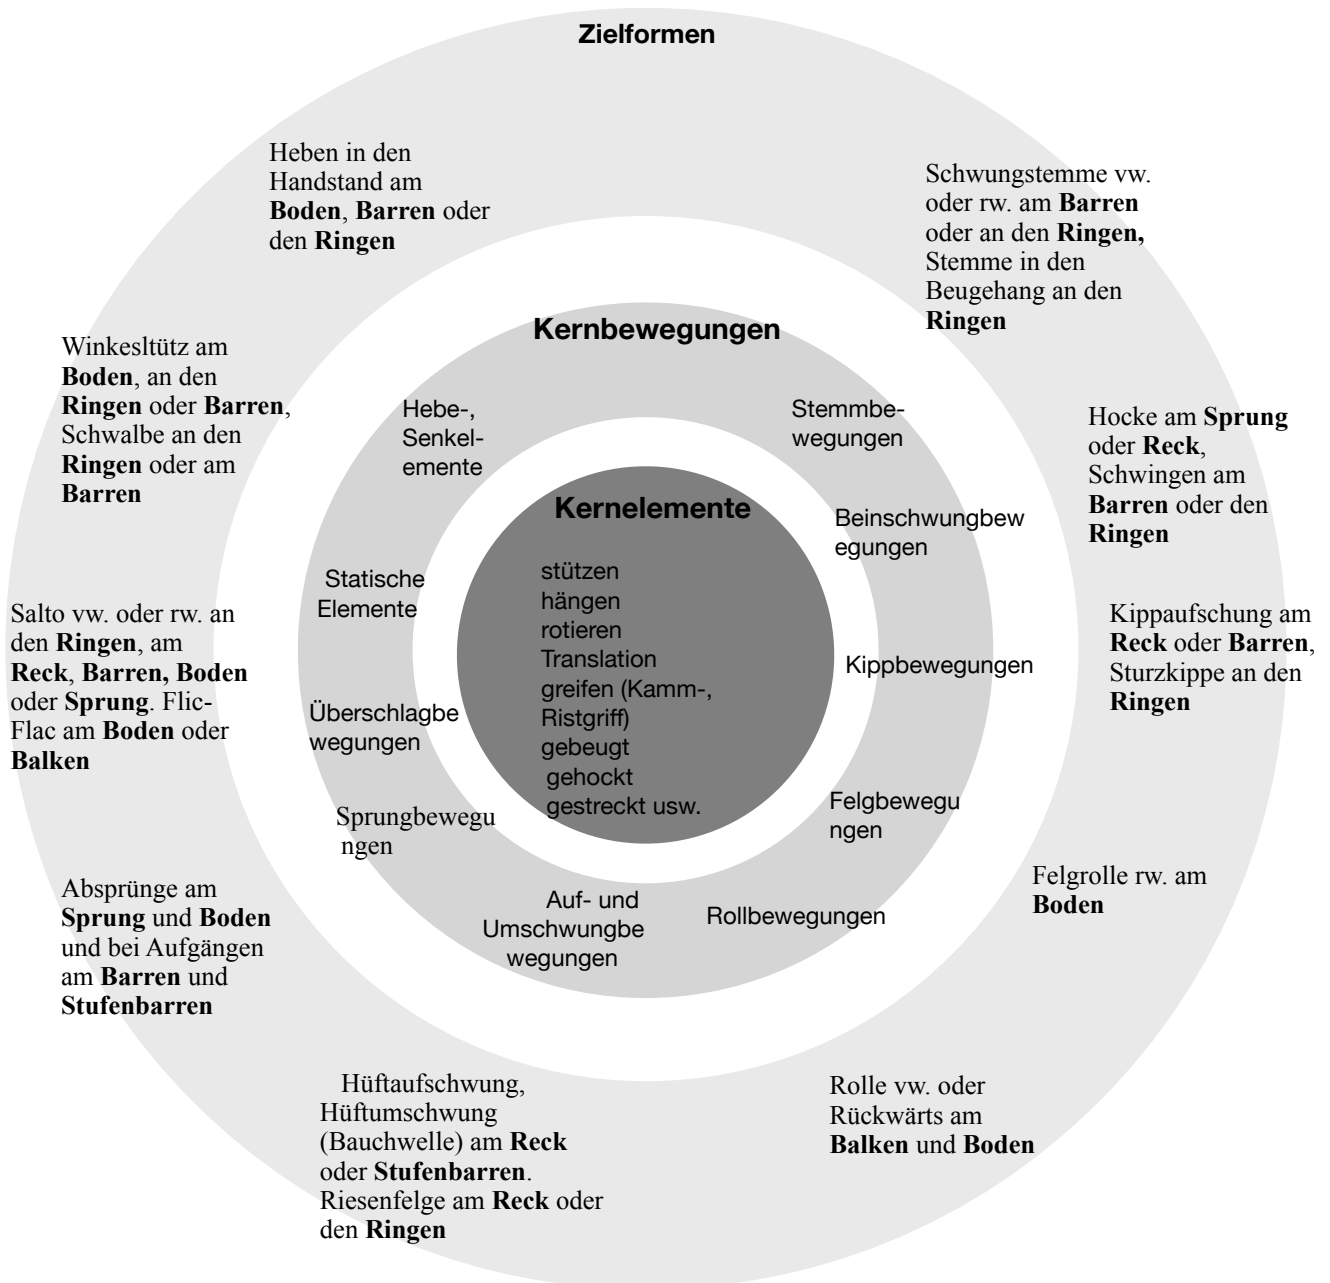 Zielformen
Heben in den
Handstand am
Boden, Barren oder
den Ringen
Schwungstemme vw.
oder rw. am Barren
oder an den Ringen,
Stemme in den
Beugehang an den
Ringen
Winkesltütz am
Boden, an den
Ringen oder Barren,
Schwalbe an den
Ringen oder am
Barren
Kernbewegungen
Hebe-,
Senkel-
emente
Stemmbe-
wegungen
Hocke am Sprung
oder Reck,
Schwingen am
Barren oder den
Ringen
Kernelemente
stützen
hängen
rotieren
Translation
greifen (Kamm-,
Ristgriff)
gebeugt
gehockt
gestreckt usw.
Beinschwungbew
egungen
Statische
Elemente
Salto vw. oder rw. an
den Ringen, am
Reck, Barren, Boden
oder Sprung. Flic-
Flac am Boden oder
Balken
Kippbewegungen
Kippaufschung am
Reck oder Barren,
Sturzkippe an den
Ringen
Überschlagbe
wegungen
Sprungbewegu
ngen
Felgbewegu
ngen
Absprünge am
Sprung und Boden
und bei Aufgängen
am Barren und
Stufenbarren
Auf- und
Umschwungbe
wegungen
Rollbewegungen
Felgrolle rw. am
Boden
Hüftaufschwung,
Hüftumschwung
(Bauchwelle) am Reck
oder Stufenbarren.
Riesenfelge am Reck oder
den Ringen
Rolle vw. oder
Rückwärts am
Balken und Boden